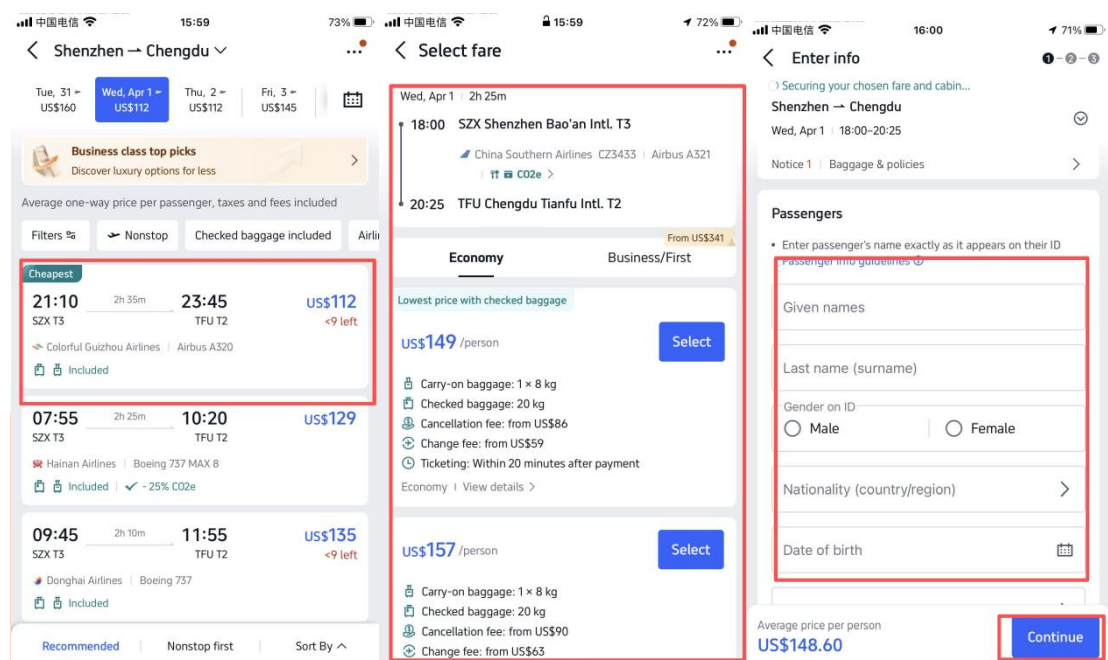 中国电信
15:59
73%
Shenzhen → Chengdu
Tue, 31
US$160
Wed, Apr 1
US$112
Thu, 2
US$112
Fri, 3
US$145
Business class top picks
Discover luxury options for less
Average one-way price per passenger, taxes and fees included
Filters
Nonstop
Checked baggage included
Airli
Cheapest
21:10 2h 35m 23:45 US$112
SZX T3 TFU T2 <9 left
Colorful Guizhou Airlines | Airbus A320
Included
07:55 2h 25m 10:20 US$129
SZX T3 TFU T2
Hainan Airlines | Boeing 737 MAX 8
Included | ✓ - 25% CO2e
09:45 2h 10m 11:55 US$135
SZX T3 TFU T2 <9 left
Donghai Airlines | Boeing 737
Included
Recommended
Nonstop first
Sort By
中国电信
15:59
72%
Select fare
Wed, Apr 1 | 2h 25m
18:00 SZX Shenzhen Bao'an Intl. T3
China Southern Airlines CZ3433 | Airbus A321
CO2e >
20:25 TFU Chengdu Tianfu Intl. T2
From US$341
Economy
Business/First
Lowest price with checked baggage
US$149 /person
Select
Carry-on baggage: 1 × 8 kg
Checked baggage: 20 kg
Cancellation fee: from US$86
Change fee: from US$59
Ticketing: Within 20 minutes after payment
Economy | View details >
US$157 /person
Select
Carry-on baggage: 1 × 8 kg
Checked baggage: 20 kg
Cancellation fee: from US$90
Change fee: from US$63
中国电信
16:00
71%
Enter info
1-2-3
Securing your chosen fare and cabin...
Shenzhen → Chengdu
Wed, Apr 1 | 18:00-20:25
Notice 1 | Baggage & policies
Passengers
• Enter passenger's name exactly as it appears on their ID
Passenger info guidelines
Given names
Last name (surname)
Gender on ID
Male
Female
Nationality (country/region)
Date of birth
Average price per person
US$148.60
Continue